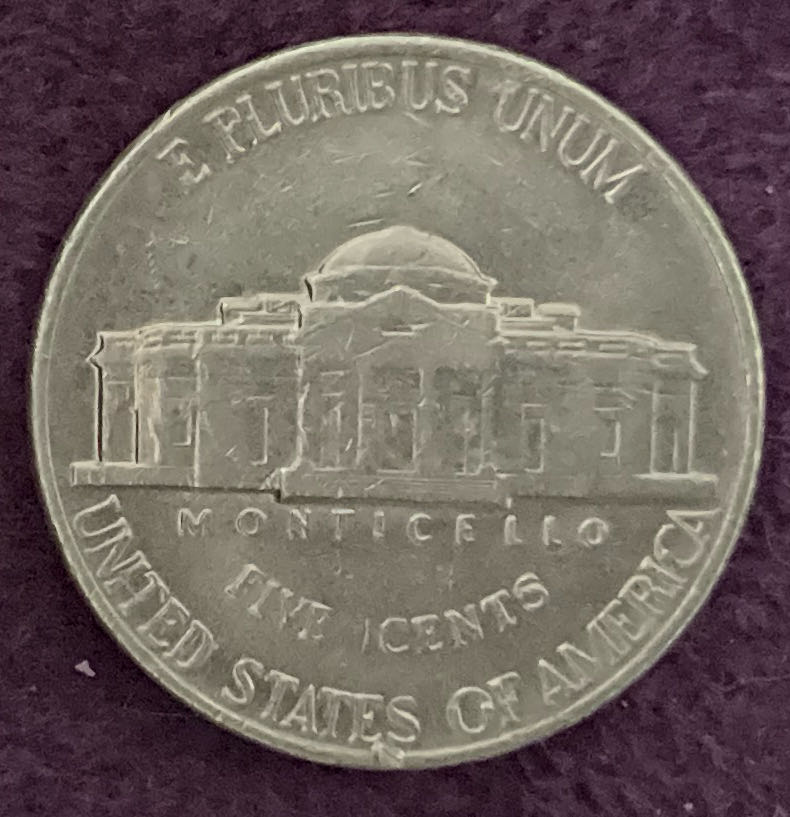 E PLURIBUS UNUM
MONTICELLO
FIVE CENTS
UNITED STATES OF AMERICA